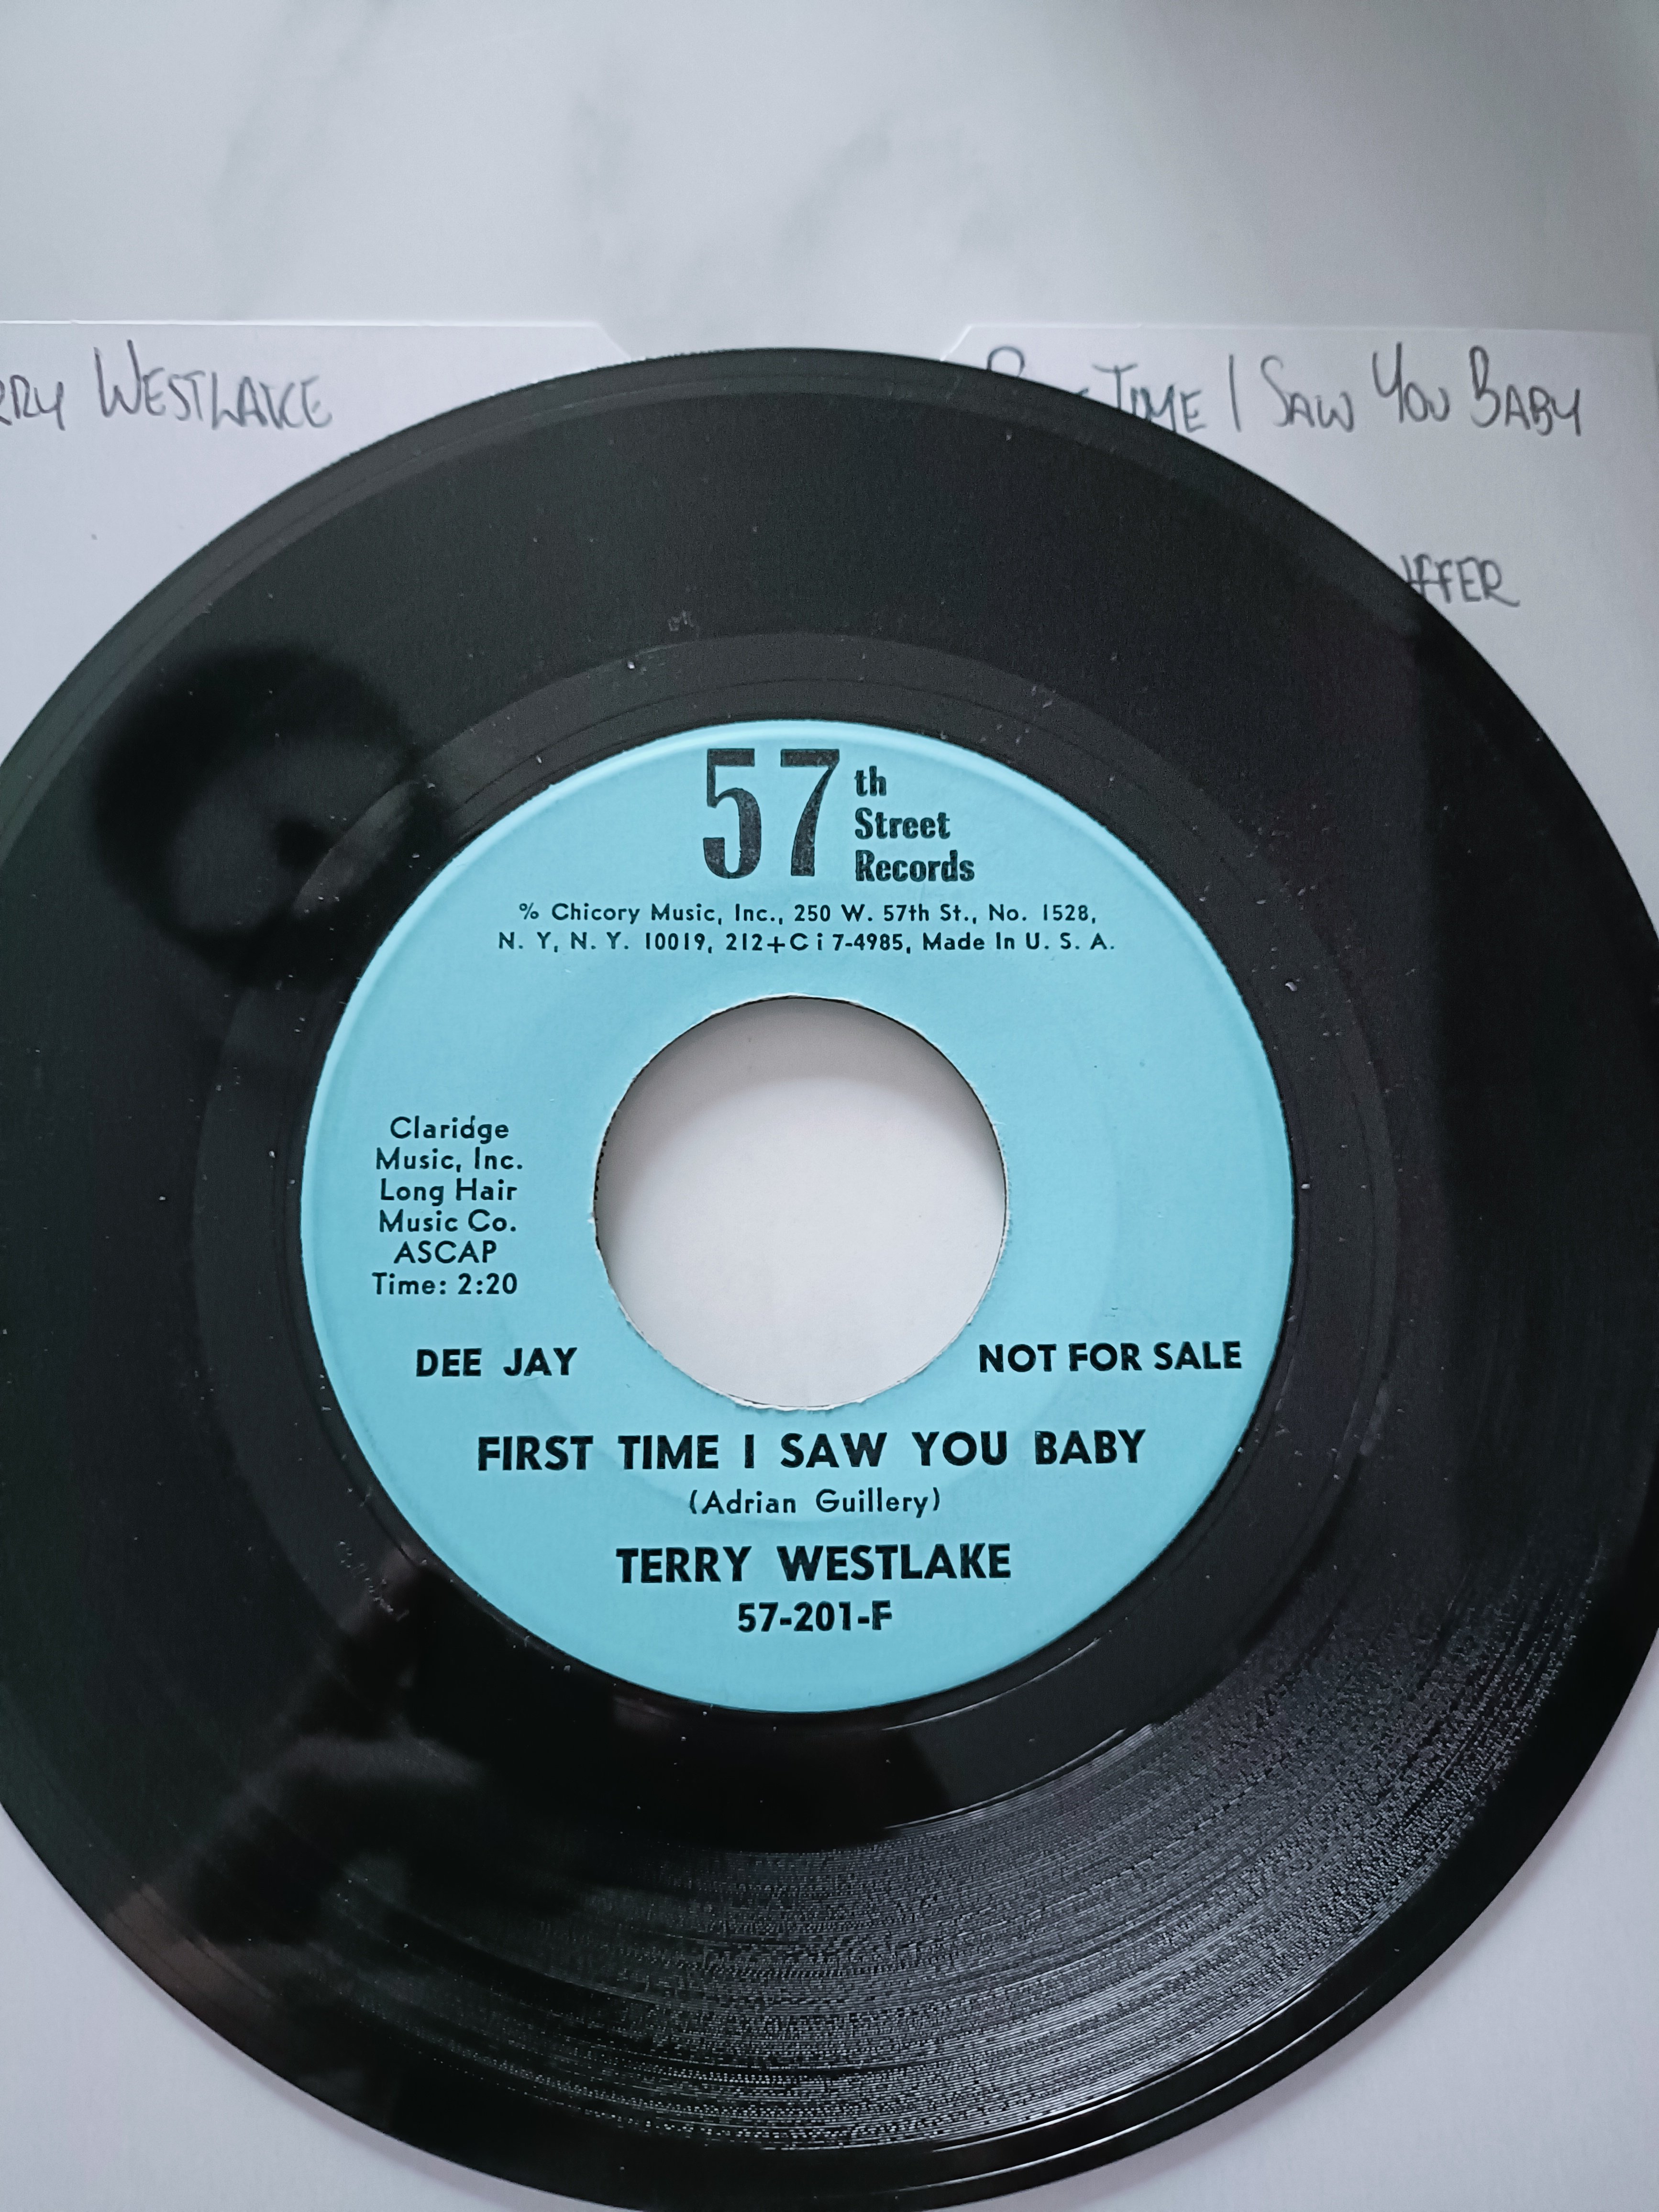 WESTLAKE
TIME I SAW YOU BABY
57 th
Street
Records
% Chicory Music, Inc., 250 W. 57th St., No. 1528,
N. Y, N. Y. 10019, 212+C i 7-4985, Made In U. S. A.
Claridge
Music, Inc.
Long Hair
Music Co.
ASCAP
Time: 2:20
DEE JAY
NOT FOR SALE
FIRST TIME I SAW YOU BABY
(Adrian Guillery)
TERRY WESTLAKE
57-201-F